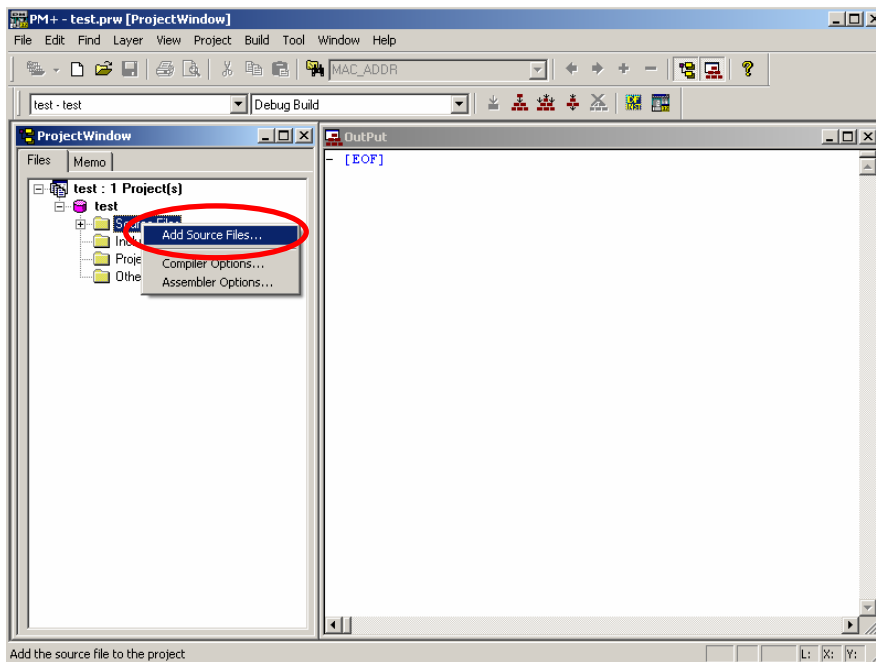 PM+ - test.prw [ProjectWindow]
File Edit Find Layer View Project Build Tool Window Help
MAC_ADDR
test - test Debug Build
ProjectWindow
OutPut
Files Memo
[EOF]
test : 1 Project(s)
test
Add Source Files...
Compiler Options...
Assembler Options...
Add the source file to the project
L: X: Y: